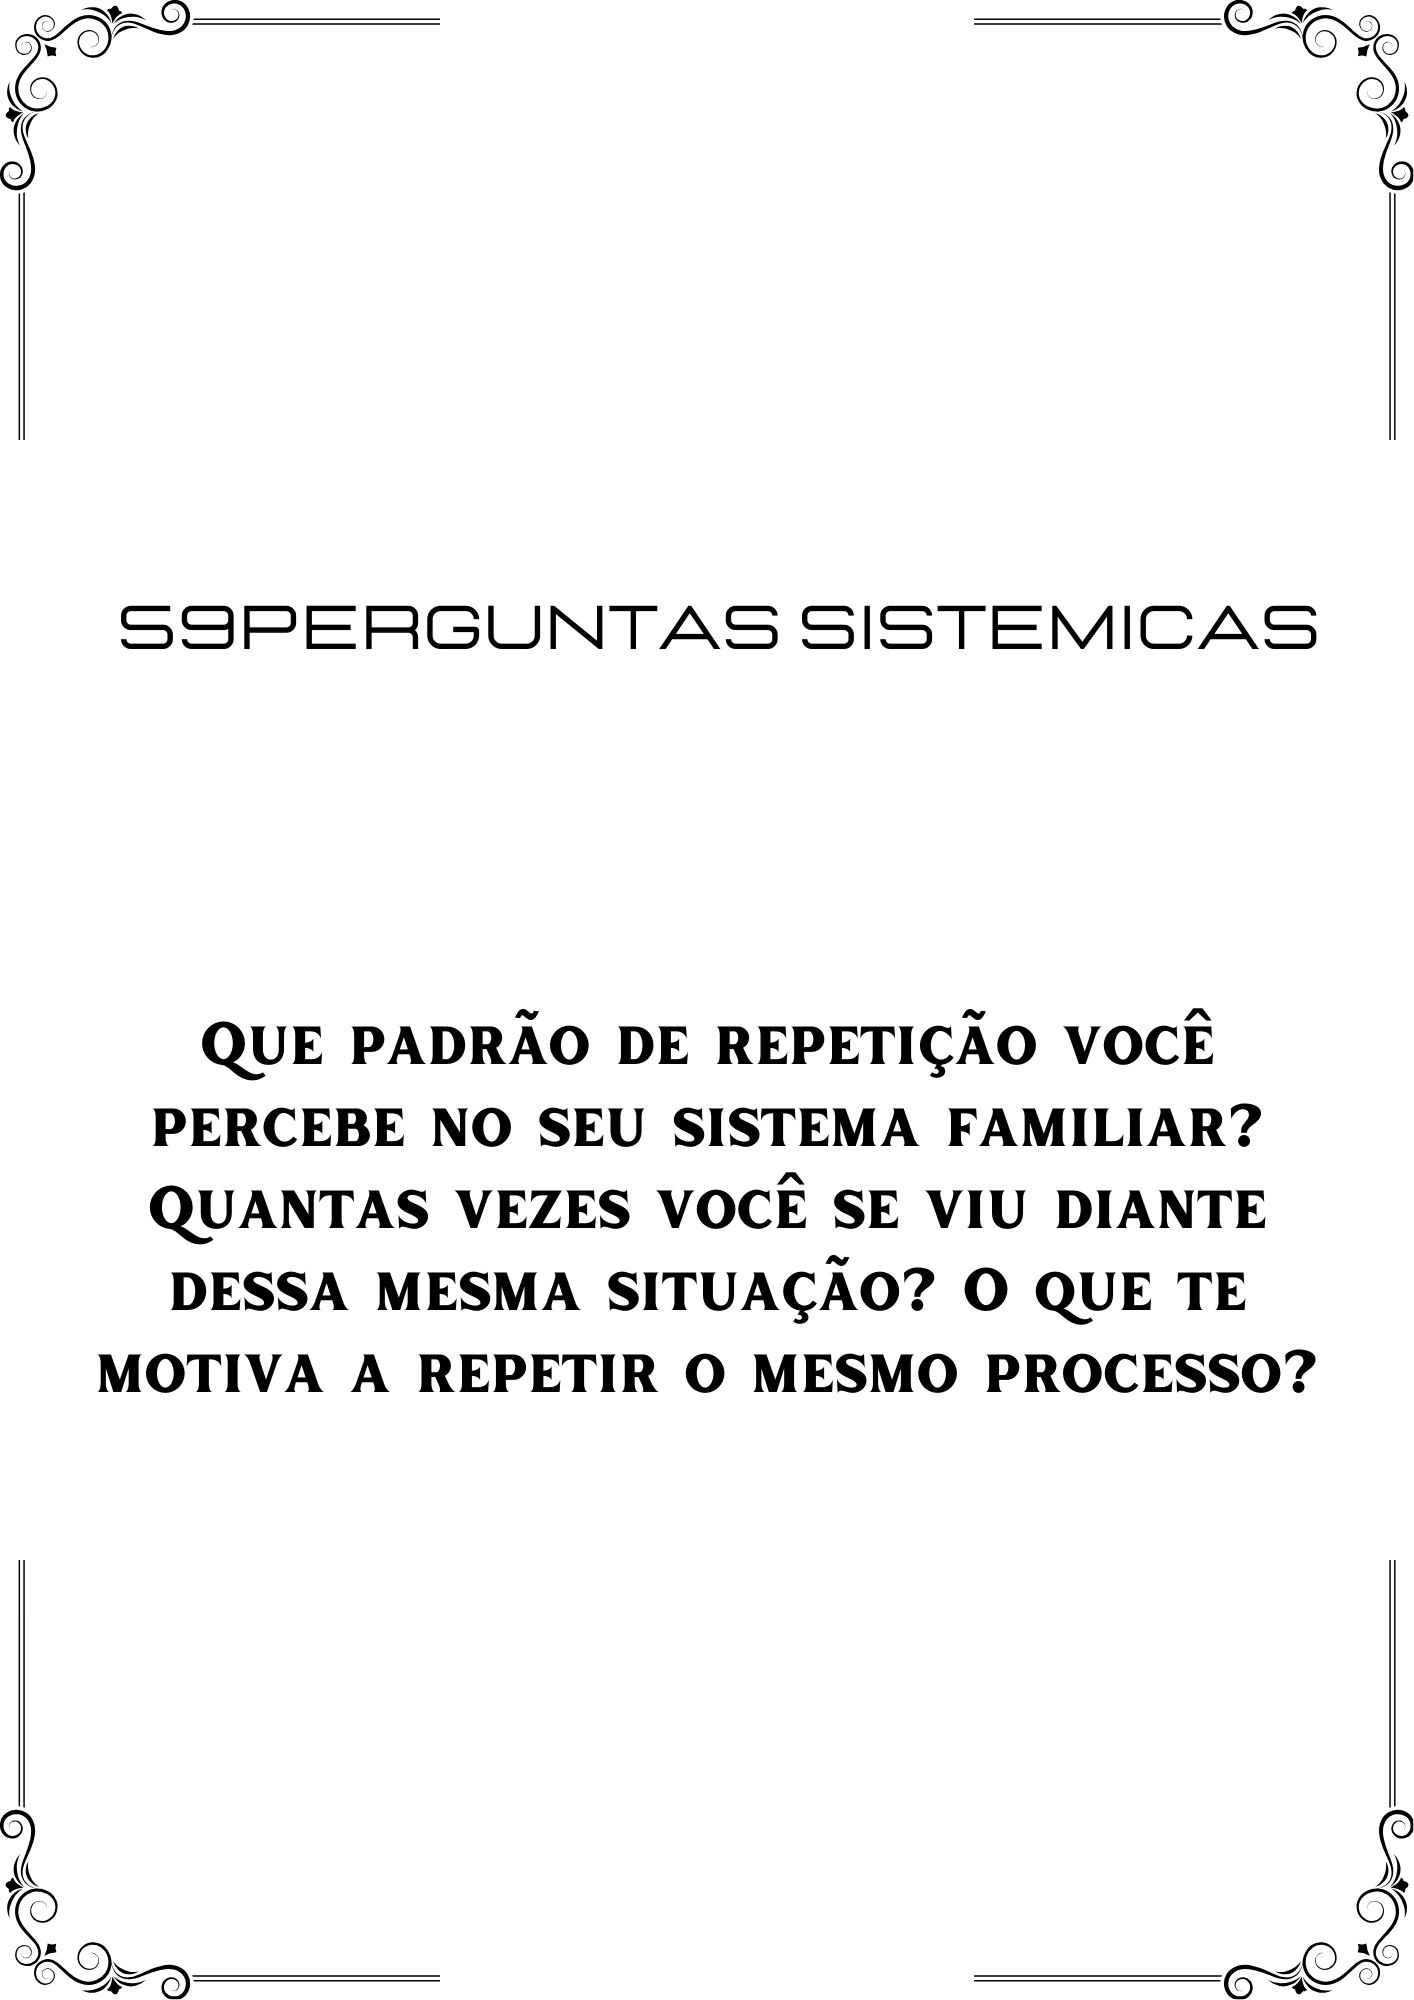 59PERGUNTAS SISTEMICAS
Que padrão de repetição você
percebe no seu sistema familiar?
Quantas vezes você se viu diante
dessa mesma situação? O que te
motiva a repetir o mesmo processo?